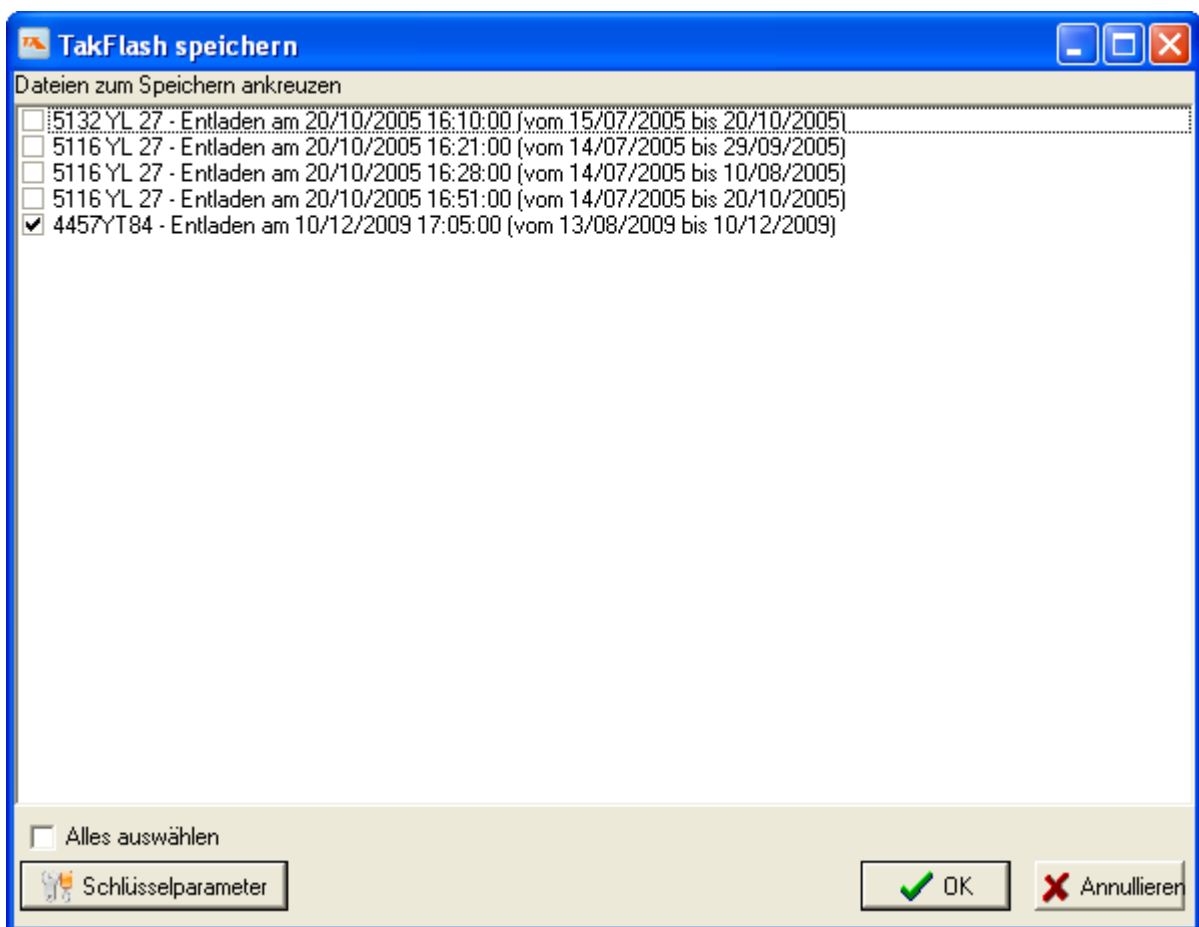 TakFlash speichern
Dateien zum Speichern ankreuzen
5132 YL 27 - Entladen am 20/10/2005 16:10:00 (vom 15/07/2005 bis 20/10/2005)
5116 YL 27 - Entladen am 20/10/2005 16:21:00 (vom 14/07/2005 bis 29/09/2005)
5116 YL 27 - Entladen am 20/10/2005 16:28:00 (vom 14/07/2005 bis 10/08/2005)
5116 YL 27 - Entladen am 20/10/2005 16:51:00 (vom 14/07/2005 bis 20/10/2005)
4457YT84 - Entladen am 10/12/2009 17:05:00 (vom 13/08/2009 bis 10/12/2009)
Alles auswählen
Schlüsselparameter
OK
Annullieren